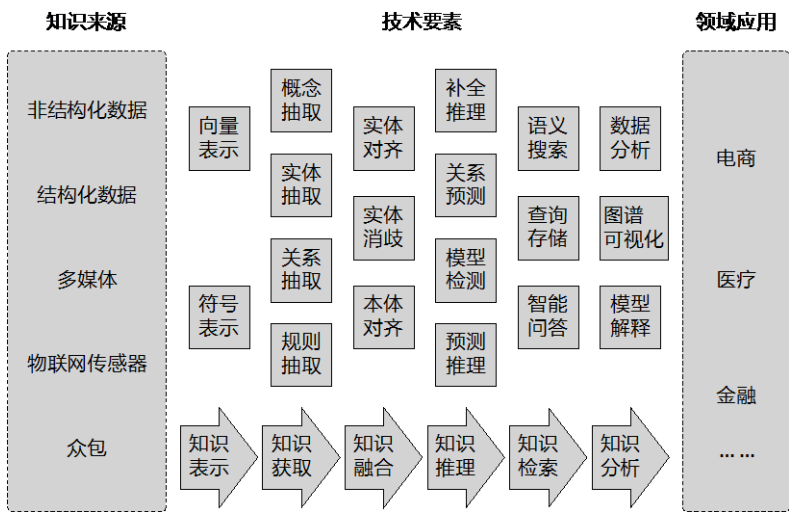 知识来源
技术要素
领域应用
非结构化数据
结构化数据
多媒体
物联网传感器
众包
向量
表示
符号
表示
概念
抽取
实体
抽取
关系
抽取
规则
抽取
实体
对齐
实体
消歧
本体
对齐
补全
推理
关系
预测
模型
检测
预测
推理
语义
搜索
查询
存储
智能
问答
数据
分析
图谱
可视化
模型
解释
知识
表示
知识
获取
知识
融合
知识
推理
知识
检索
知识
分析
电商
医疗
金融
... ...